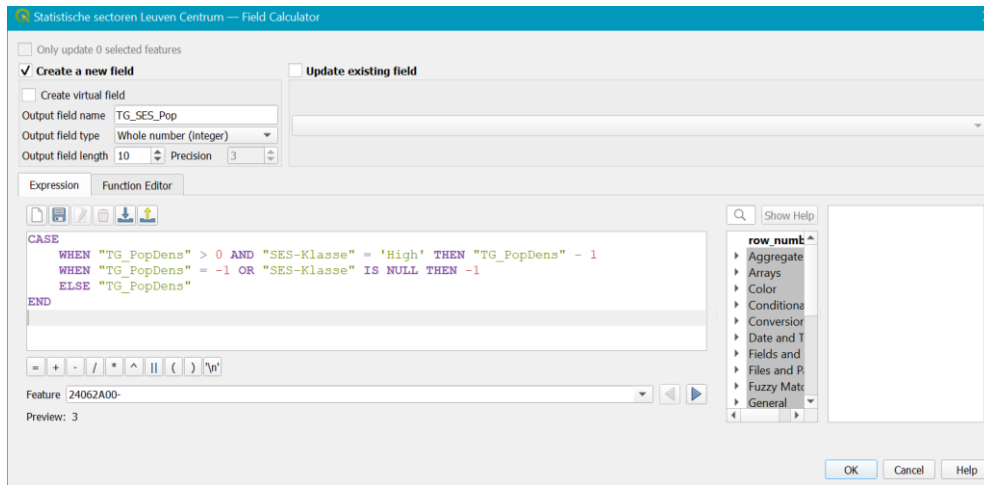 Statistische sectoren Leuven Centrum — Field Calculator
Only update 0 selected features
Create a new field
Update existing field
Create virtual field
Output field name TG_SES_Pop
Output field type Whole number (integer)
Output field length 10 Precision 3
Expression Function Editor
Show Help
CASE
WHEN "TG_PopDens" > 0 AND "SES-Klasse" = 'High' THEN "TG_PopDens" - 1
WHEN "TG_PopDens" = -1 OR "SES-Klasse" IS NULL THEN -1
ELSE "TG_PopDens"
END
row_numb
Aggregate
Arrays
Color
Conditiona
Conversion
Date and T
Fields and
Files and P
Fuzzy Matc
General
= + - / * ^ || ( ) '\n'
Feature 24062A00-
Preview: 3
OK Cancel Help